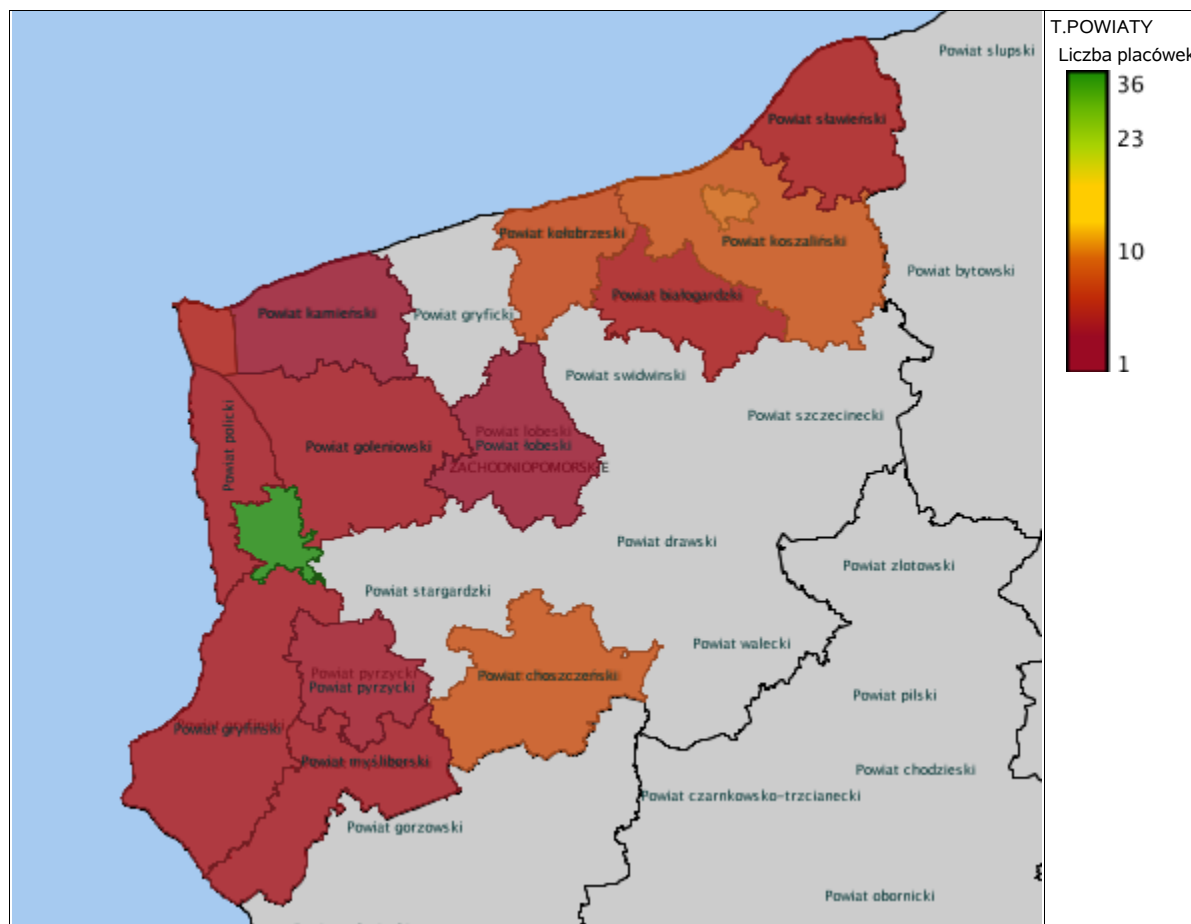 T.POWIATY
Liczba placówek
36
23
10
1
Powiat slupski
Powiat sławieński
Powiat kołobrzeski
Powiat koszaliński
Powiat bytowski
Powiat białogardzki
Powiat kamieński
Powiat gryficki
Powiat swidwinski
Powiat szczecinecki
Powiat policki
Powiat goleniowski
Powiat lobeski
Powiat łobeski
ZACHODNIOPOMORSKIE
Powiat drawski
Powiat zlotowski
Powiat stargardzki
Powiat walecki
Powiat pyrzycki
Powiat pyrzycki
Powiat choszczeński
Powiat pilski
Powiat gryfinski
Powiat gryfiński
Powiat myśliborski
Powiat chodzieski
Powiat czarnkowsko-trzcianecki
Powiat gorzowski
Powiat obornicki